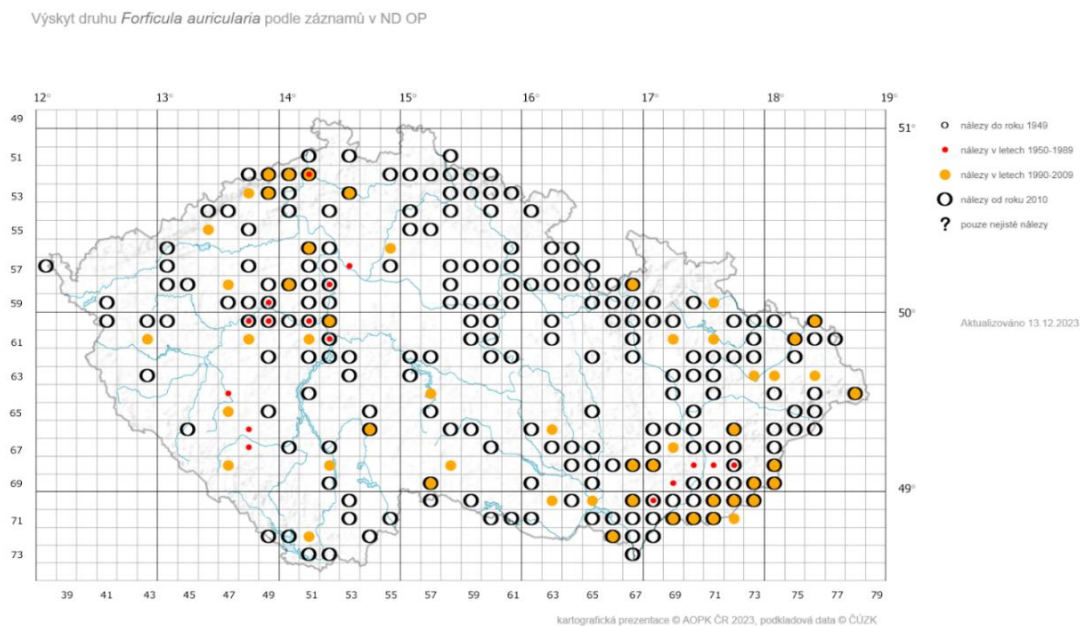 Výskyt druhu Forficula auricularia podle záznamů v ND OP
12° 13° 14° 15° 16° 17° 18° 19°
49
51°
nálezy do roku 1949
51
nálezy v letech 1950-1989
nálezy v letech 1990-2009
53
nálezy od roku 2010
? pouze nejisté nálezy
55
57
59
50°
Aktualizováno 13.12.2023
61
63
65
67
69
49°
71
73
39 41 43 45 47 49 51 53 55 57 59 61 63 65 67 69 71 73 75 77 79
kartografická prezentace © AOPK ČR 2023, podkladová data © ČÚZK